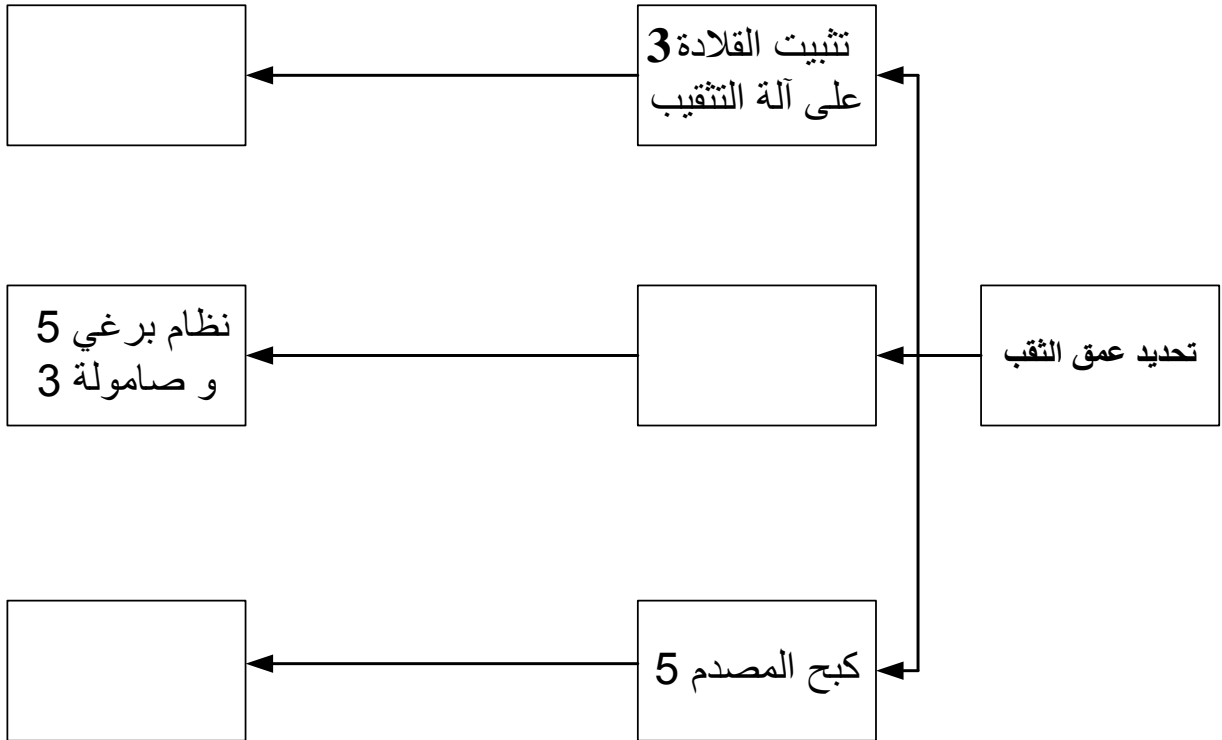 تثبيت القلادة 3
على آلة التثقيب
تحديد عمق الثقب
نظام برغي 5
و صامولة 3
كبح المصدم 5